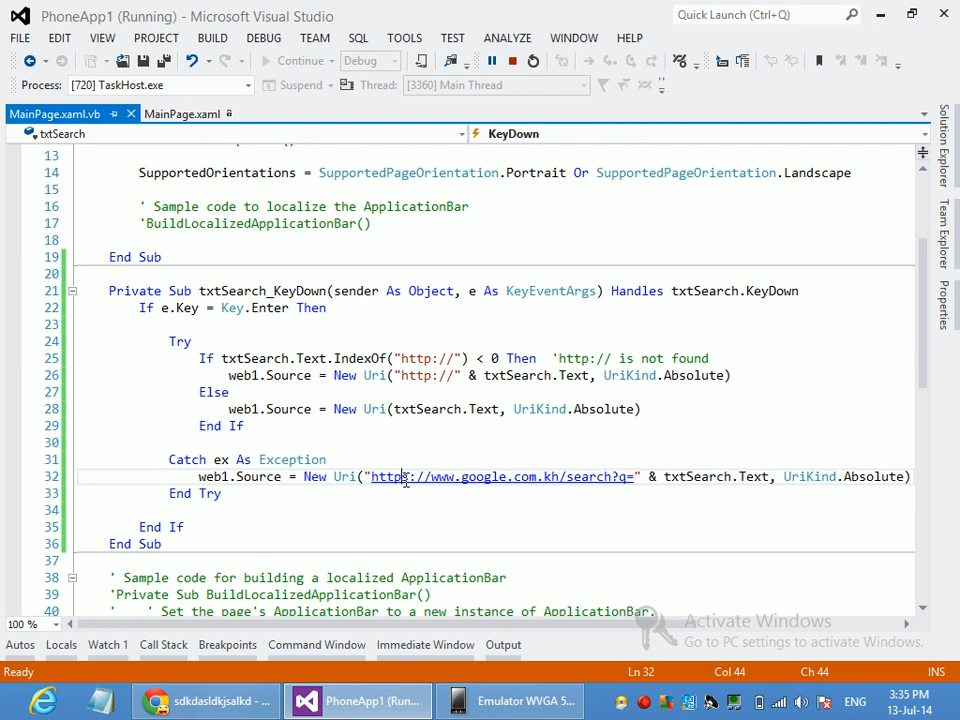 PhoneApp1 (Running) - Microsoft Visual Studio
Quick Launch (Ctrl+Q)
FILE EDIT VIEW PROJECT BUILD DEBUG TEAM SQL TOOLS TEST ANALYZE WINDOW HELP
Continue Debug
Process: [720] TaskHost.exe Suspend Thread: [3360] Main Thread
MainPage.xaml.vb MainPage.xaml
txtSearch KeyDown
13
14 SupportedOrientations = SupportedPageOrientation.Portrait Or SupportedPageOrientation.Landscape
15
16 ' Sample code to localize the ApplicationBar
17 'BuildLocalizedApplicationBar()
18
19 End Sub
20
21 Private Sub txtSearch_KeyDown(sender As Object, e As KeyEventArgs) Handles txtSearch.KeyDown
22 If e.Key = Key.Enter Then
23
24 Try
25 If txtSearch.Text.IndexOf("http://") < 0 Then 'http:// is not found
26 web1.Source = New Uri("http://" & txtSearch.Text, UriKind.Absolute)
27 Else
28 web1.Source = New Uri(txtSearch.Text, UriKind.Absolute)
29 End If
30
31 Catch ex As Exception
32 web1.Source = New Uri("https://www.google.com.kh/search?q=" & txtSearch.Text, UriKind.Absolute)
33 End Try
34
35 End If
36 End Sub
37
38 ' Sample code for building a localized ApplicationBar
39 'Private Sub BuildLocalizedApplicationBar()
40 ' ' Set the page's ApplicationBar to a new instance of ApplicationBar.
Solution Explorer
Team Explorer
Properties
100 %
Activate Windows
Go to PC settings to activate Windows.
Autos Locals Watch 1 Call Stack Breakpoints Command Window Immediate Window Output
Ready Ln 32 Col 44 Ch 44 INS
sdkdasldkjsalkd - ... PhoneApp1 (Run... Emulator WVGA 5... ENG
3:35 PM
13-Jul-14